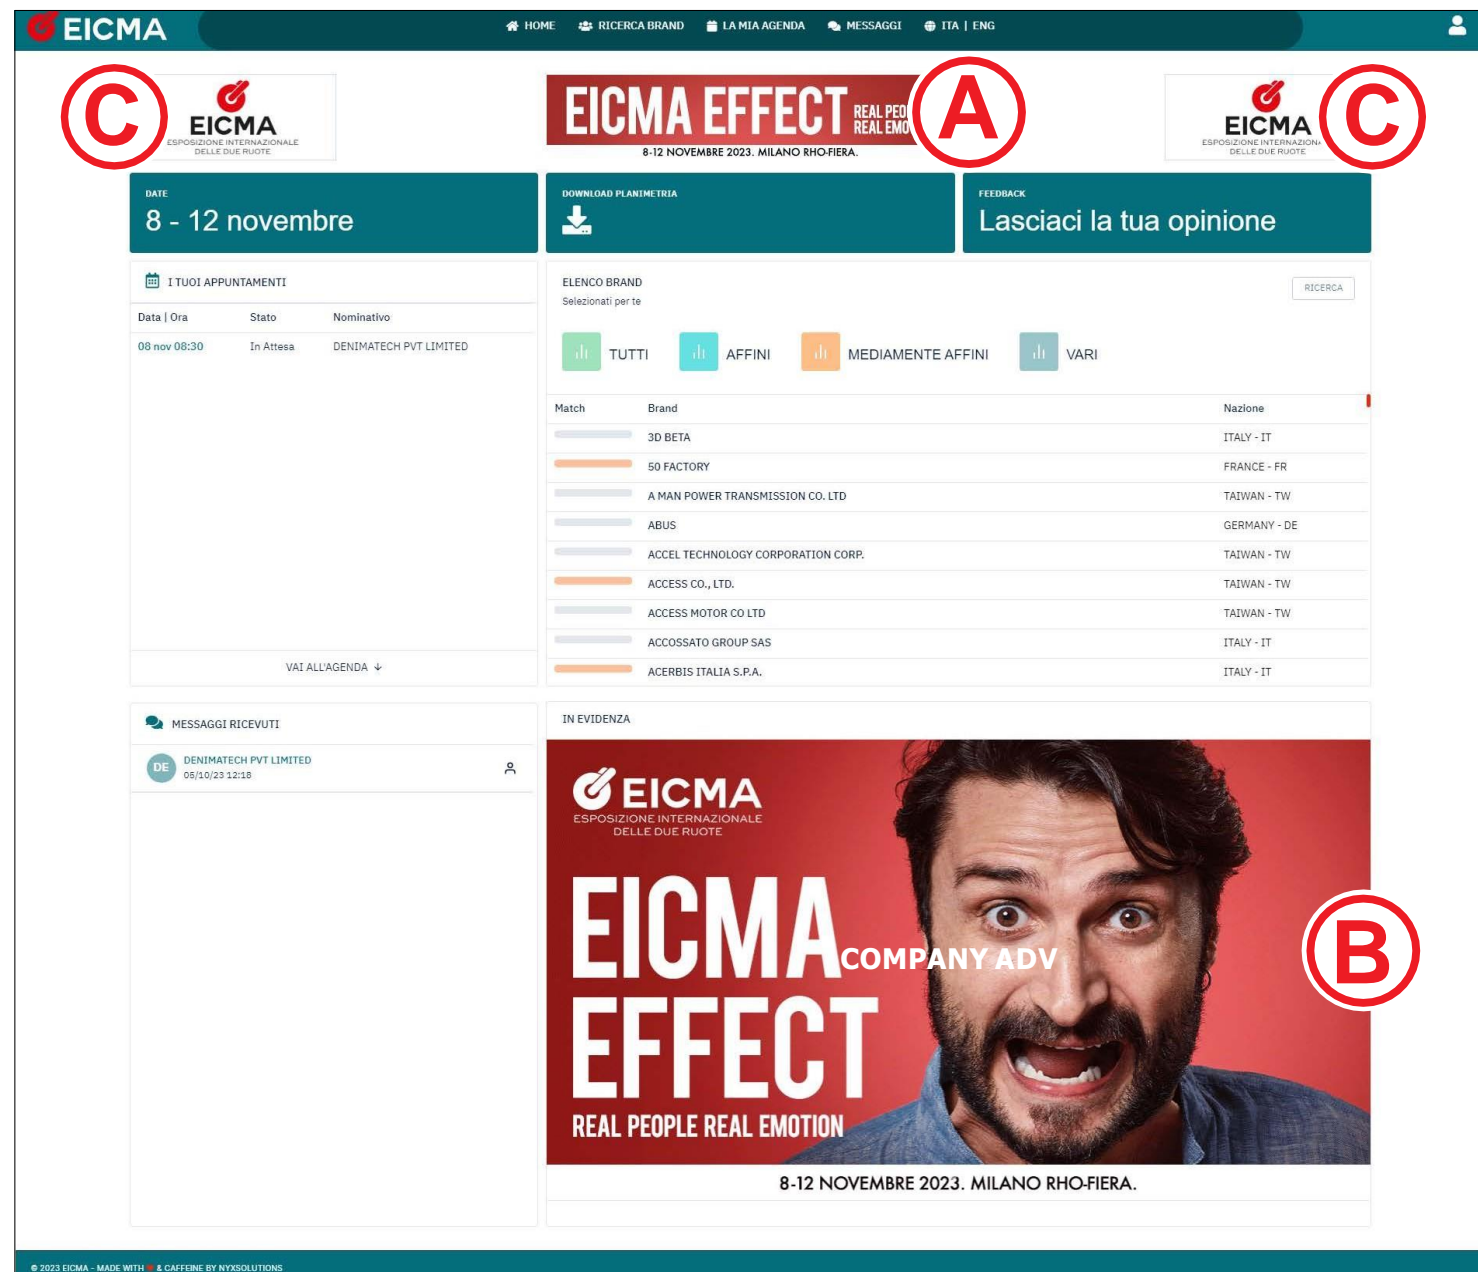 EICMA
HOME RICERCA BRAND LA MIA AGENDA MESSAGGI ITA | ENG
C
EICMA
ESPOSIZIONE INTERNAZIONALE
DELLE DUE RUOTE
EICMA EFFECT
REAL
REAL
8-12 NOVEMBRE 2023. MILANO RHO-FIERA.
A
EICMA
ESPOSIZIONE
DELLE DUE RUOTE
C
DATE
8 - 12 novembre
DOWNLOAD PLANIMETRIA
FEEDBACK
Lasciaci la tua opinione
I TUOI APPUNTAMENTI
Data | Ora Stato Nominativo
08 nov 08:30 In Attesa DENIMATECH PVT LIMITED
VAI ALL'AGENDA ↓
ELENCO BRAND
Selezionati per te
RICERCA
TUTTI AFFINI MEDIAMENTE AFFINI VARI
Match Brand Nazione
3D BETA ITALY - IT
50 FACTORY FRANCE - FR
A MAN POWER TRANSMISSION CO. LTD TAIWAN - TW
ABUS GERMANY - DE
ACCEL TECHNOLOGY CORPORATION CORP. TAIWAN - TW
ACCESS CO., LTD. TAIWAN - TW
ACCESS MOTOR CO LTD TAIWAN - TW
ACCOSSATO GROUP SAS ITALY - IT
ACERBIS ITALIA S.P.A. ITALY - IT
MESSAGGI RICEVUTI
DE
DENIMATECH PVT LIMITED
05/10/23 12:18
IN EVIDENZA
EICMA
ESPOSIZIONE INTERNAZIONALE
DELLE DUE RUOTE
EICMA
COMPANY ADV
B
EFFECT
REAL PEOPLE REAL EMOTION
8-12 NOVEMBRE 2023. MILANO RHO-FIERA.
© 2023 EICMA - MADE WITH & CAFFEINE BY NYXSOLUTIONS